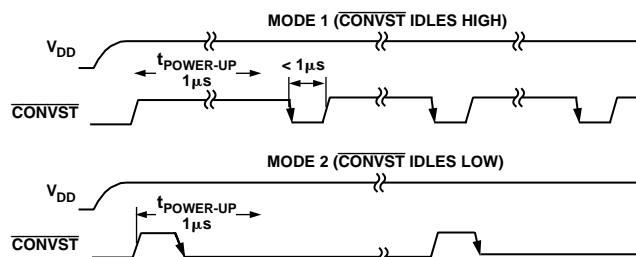 MODE 1 (CONVST IDLES HIGH)
VDD
tPOWER-UP
1µs
< 1µs
CONVST
MODE 2 (CONVST IDLES LOW)
VDD
tPOWER-UP
1µs
CONVST